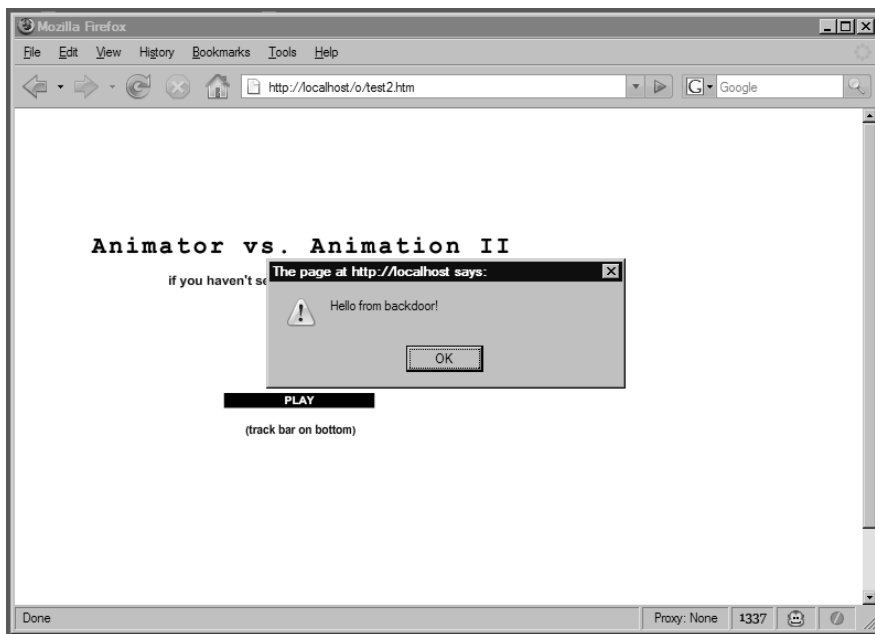 Mozilla Firefox
File Edit View History Bookmarks Tools Help
http://localhost/o/test2.htm
G Google
Animator vs. Animation II
if you haven't
The page at http://localhost says:
Hello from backdoor!
OK
PLAY
(track bar on bottom)
Done
Proxy: None 1337